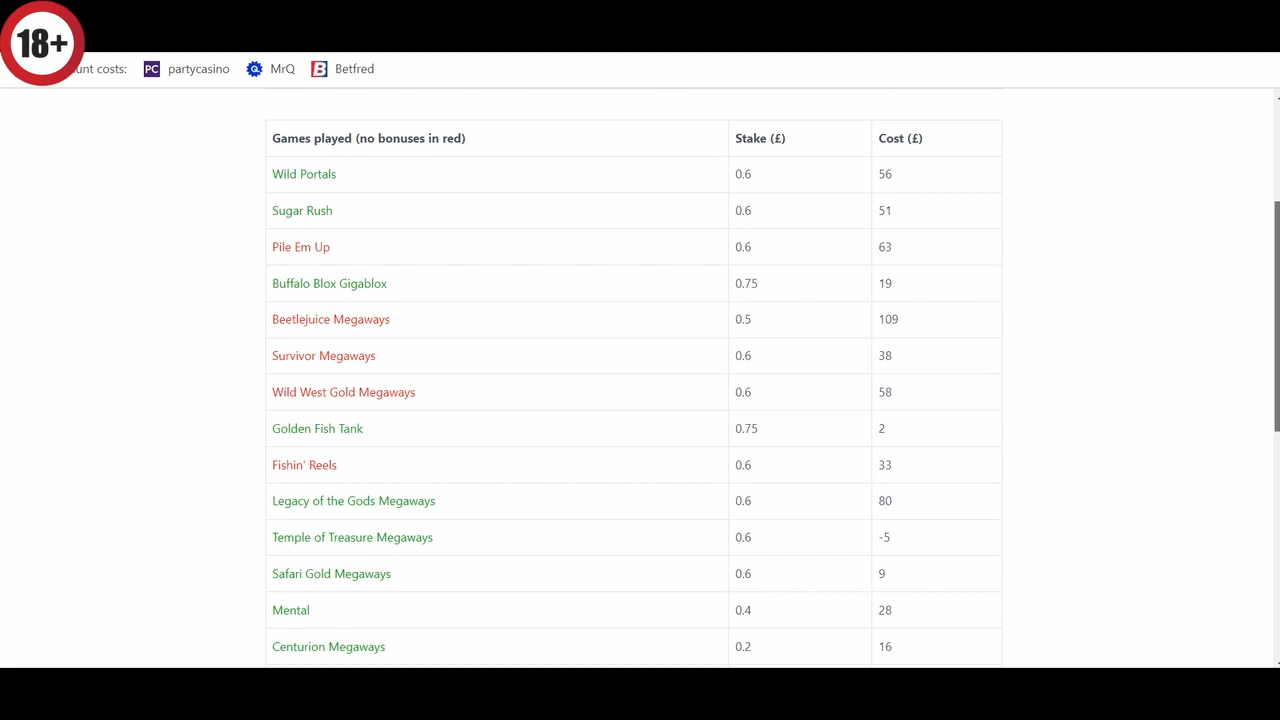 18+
unt costs: PC partycasino MrQ B Betfred
Games played (no bonuses in red) Stake (£) Cost (£)
Wild Portals 0.6 56
Sugar Rush 0.6 51
Pile Em Up 0.6 63
Buffalo Blox Gigablox 0.75 19
Beetlejuice Megaways 0.5 109
Survivor Megaways 0.6 38
Wild West Gold Megaways 0.6 58
Golden Fish Tank 0.75 2
Fishin’ Reels 0.6 33
Legacy of the Gods Megaways 0.6 80
Temple of Treasure Megaways 0.6 -5
Safari Gold Megaways 0.6 9
Mental 0.4 28
Centurion Megaways 0.2 16